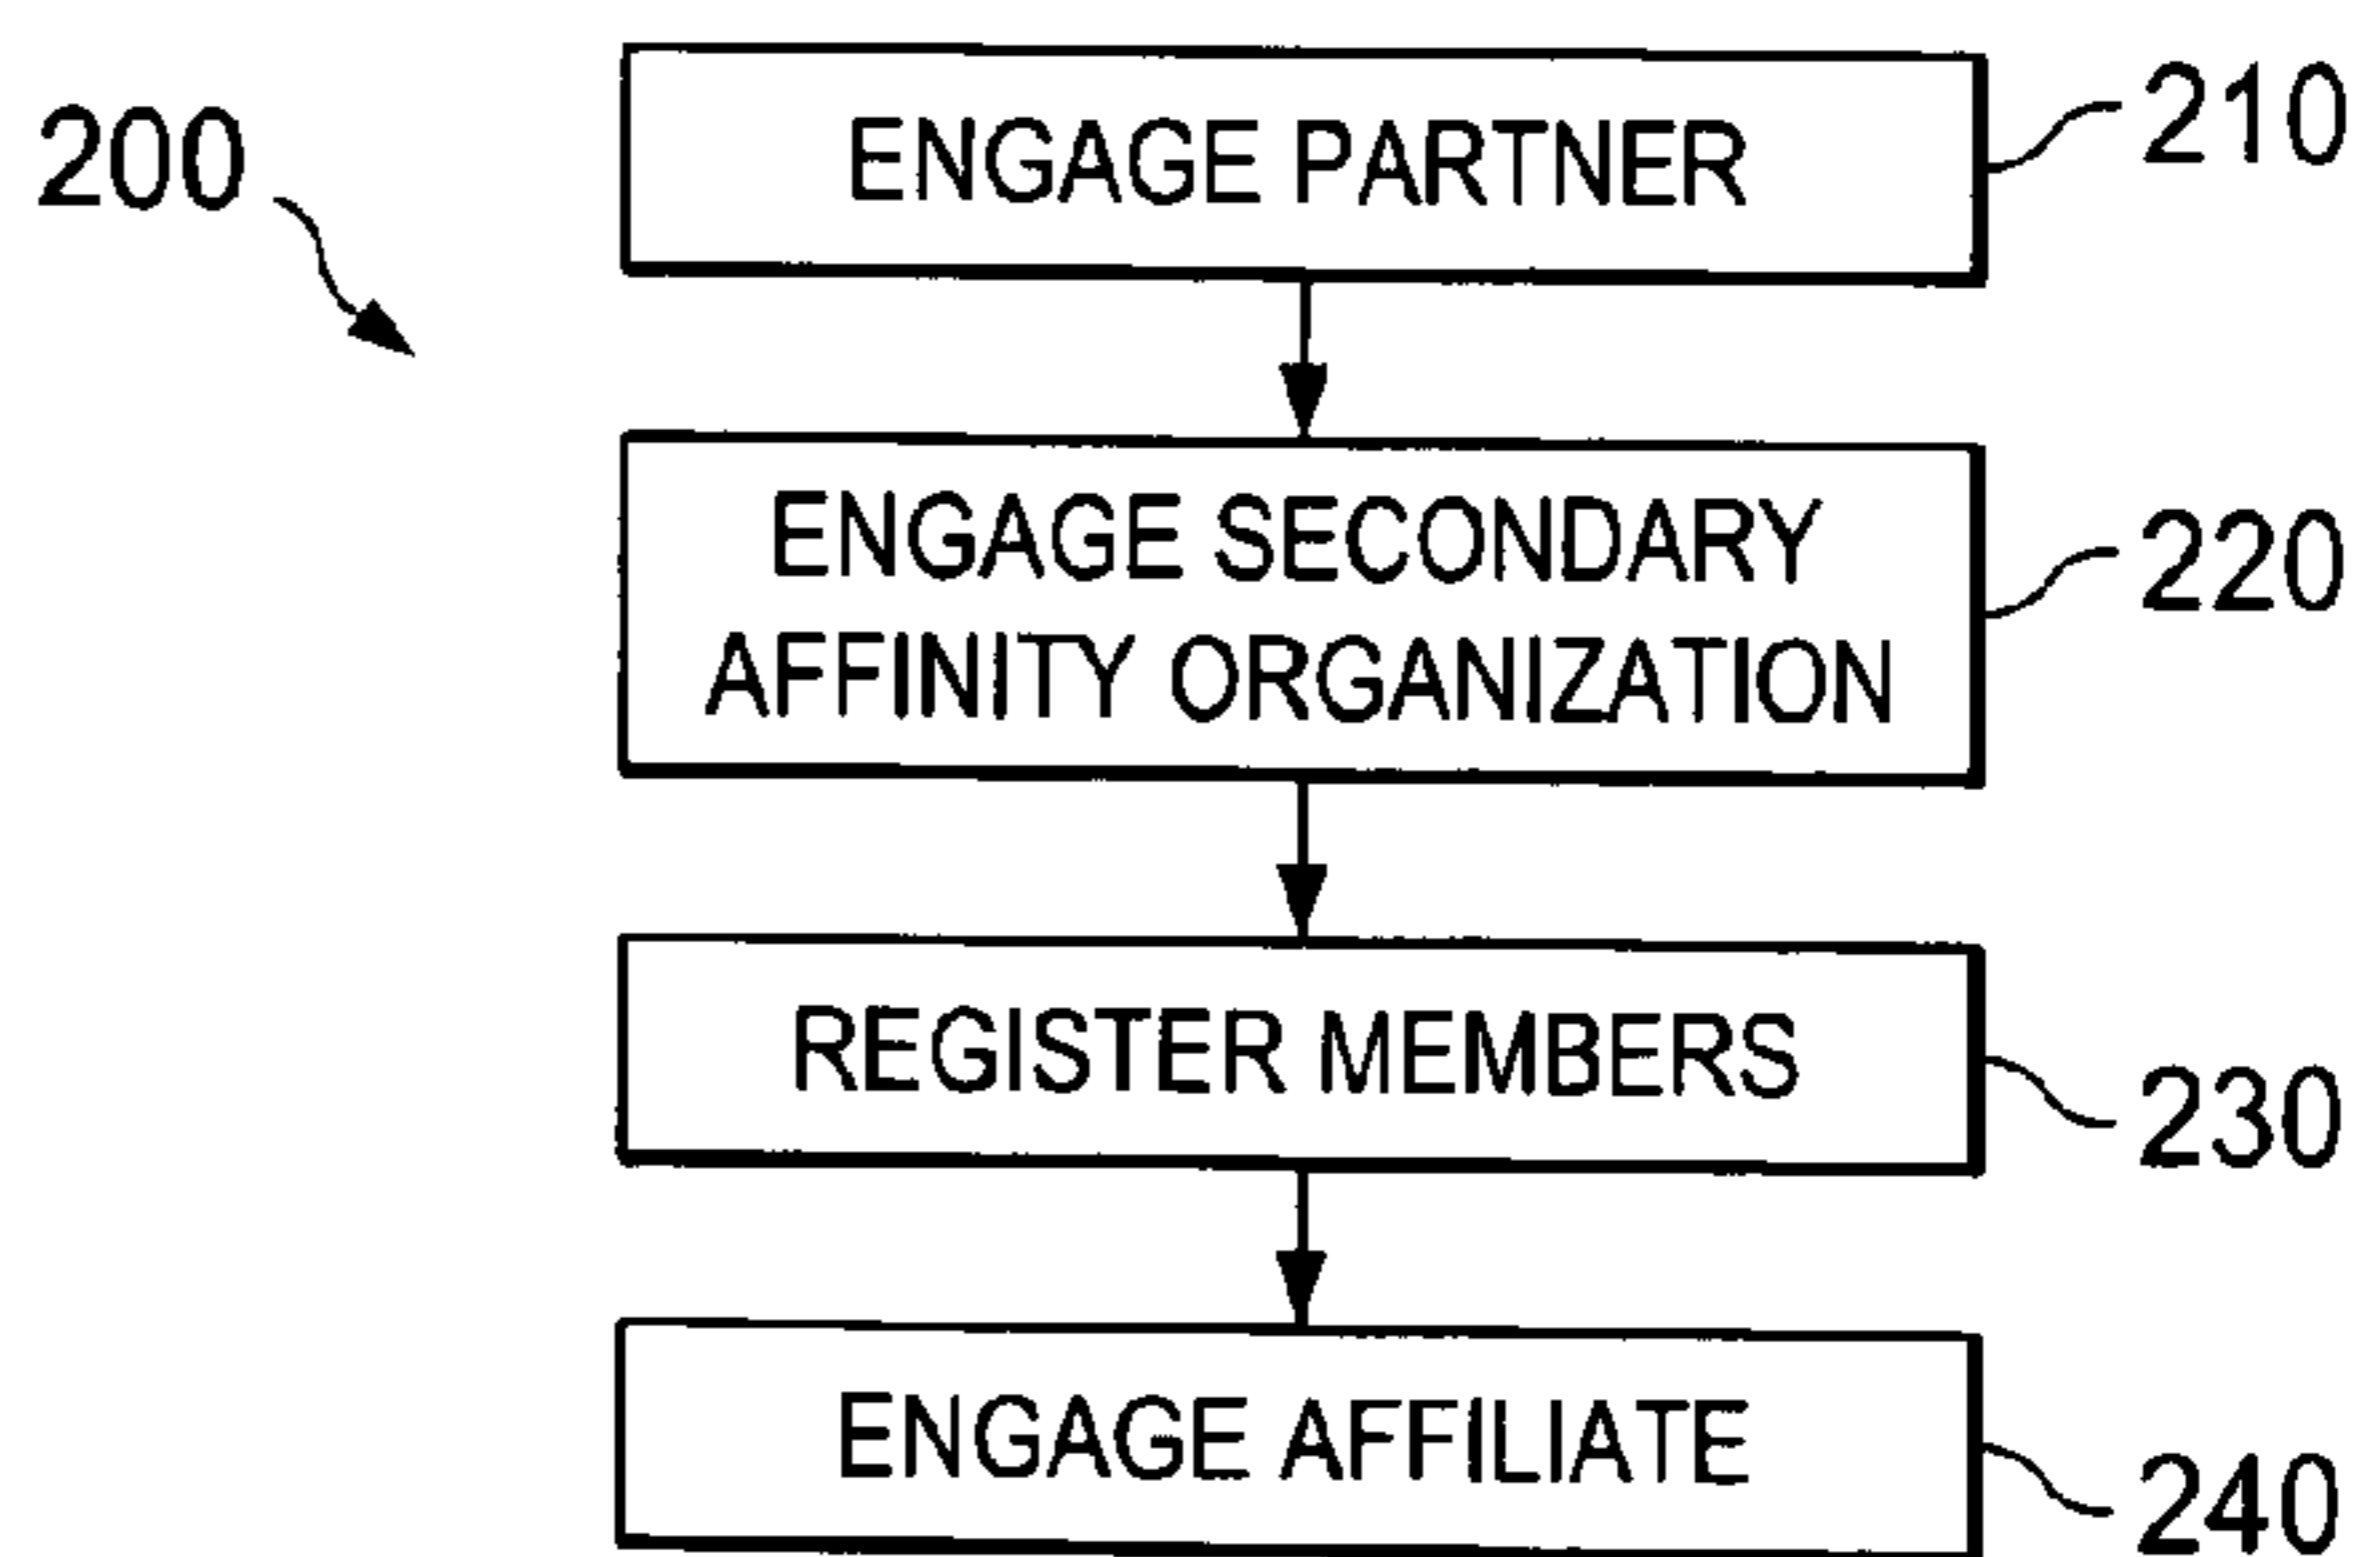 200
ENGAGE PARTNER
210
ENGAGE SECONDARY
AFFINITY ORGANIZATION
220
REGISTER MEMBERS
230
ENGAGE AFFILIATE
240